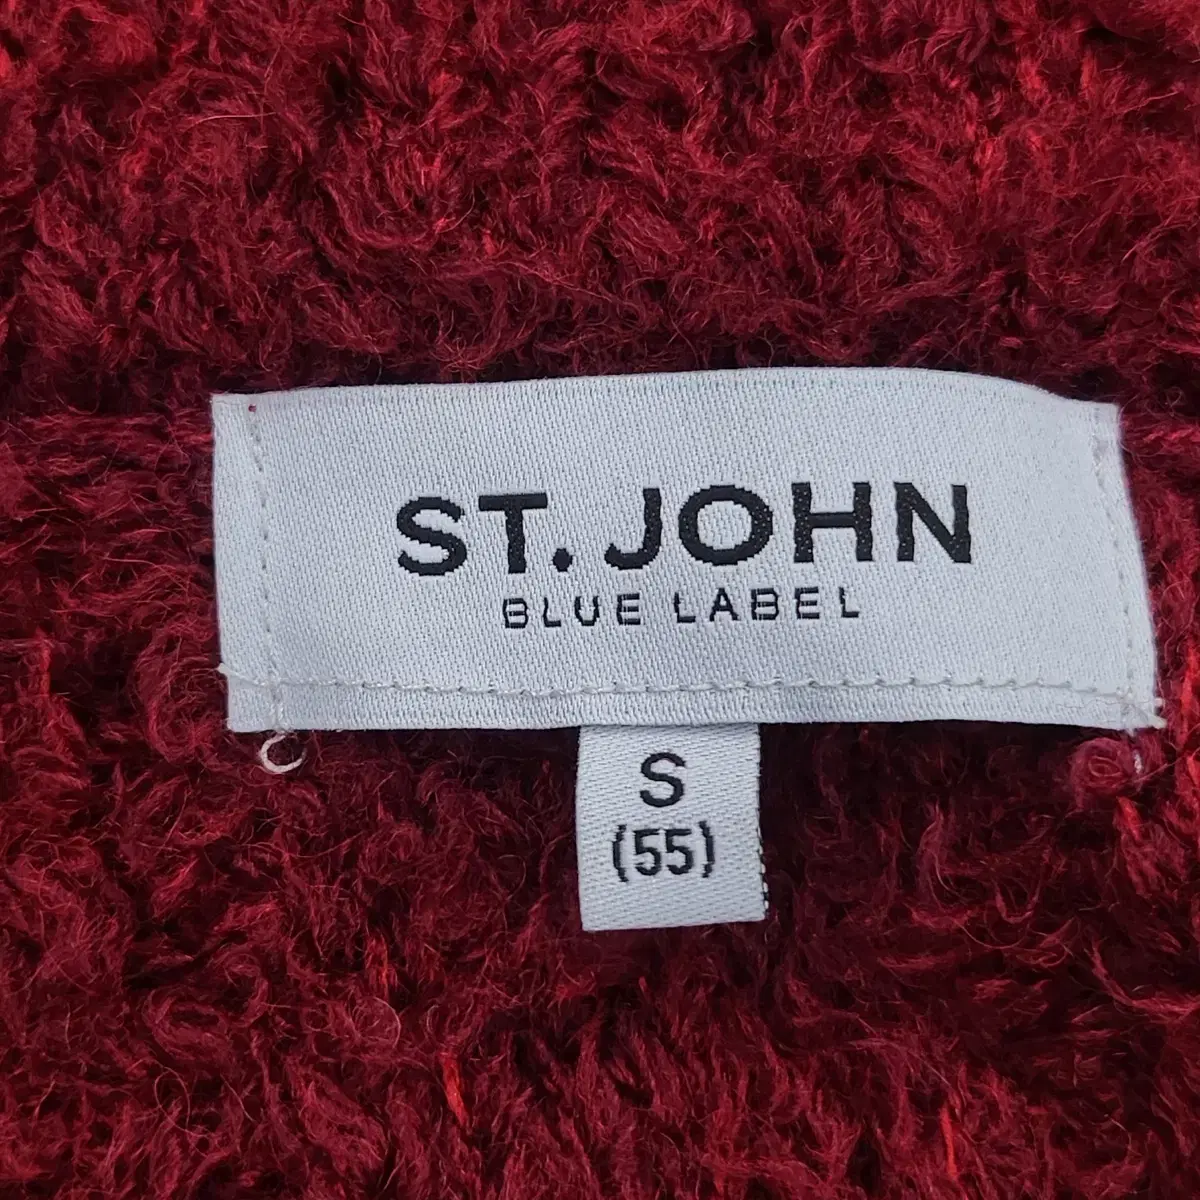 ST. JOHN
BLUE LABEL
S
(55)